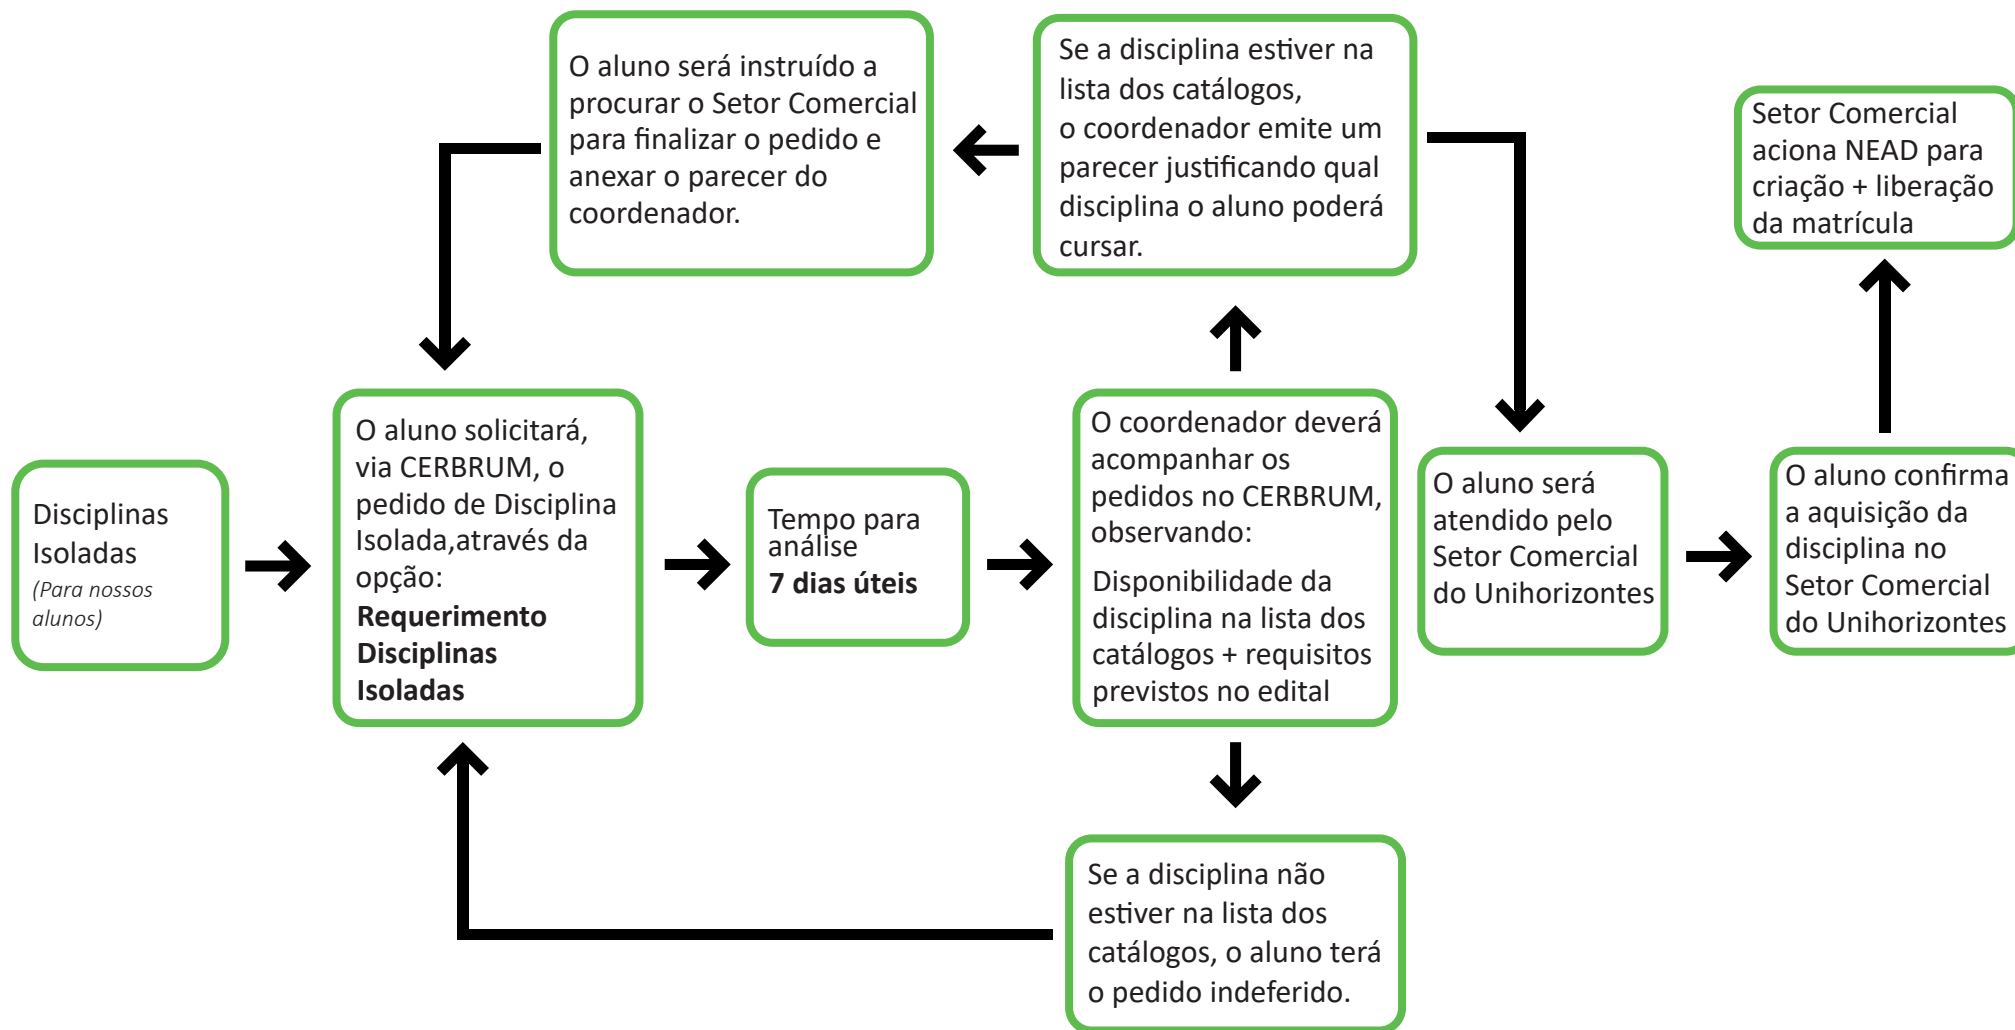 Disciplinas
Isoladas
(Para nossos
alunos)
O aluno solicitará,
via CERBRUM, o
pedido de Disciplina
Isolada,através da
opção:
Requerimento
Disciplinas
Isoladas
Tempo para
análise
7 dias úteis
O coordenador deverá
acompanhar os
pedidos no CERBRUM,
observando:
Disponibilidade da
disciplina na lista dos
catálogos + requisitos
previstos no edital
Se a disciplina estiver na
lista dos catálogos,
o coordenador emite um
parecer justificando qual
disciplina o aluno poderá
cursar.
O aluno será instruído a
procurar o Setor Comercial
para finalizar o pedido e
anexar o parecer do
coordenador.
Se a disciplina não
estiver na lista dos
catálogos, o aluno terá
o pedido indeferido.
O aluno será
atendido pelo
Setor Comercial
do Unihorizontes
O aluno confirma
a aquisição da
disciplina no
Setor Comercial
do Unihorizontes
Setor Comercial
aciona NEAD para
criação + liberação
da matrícula